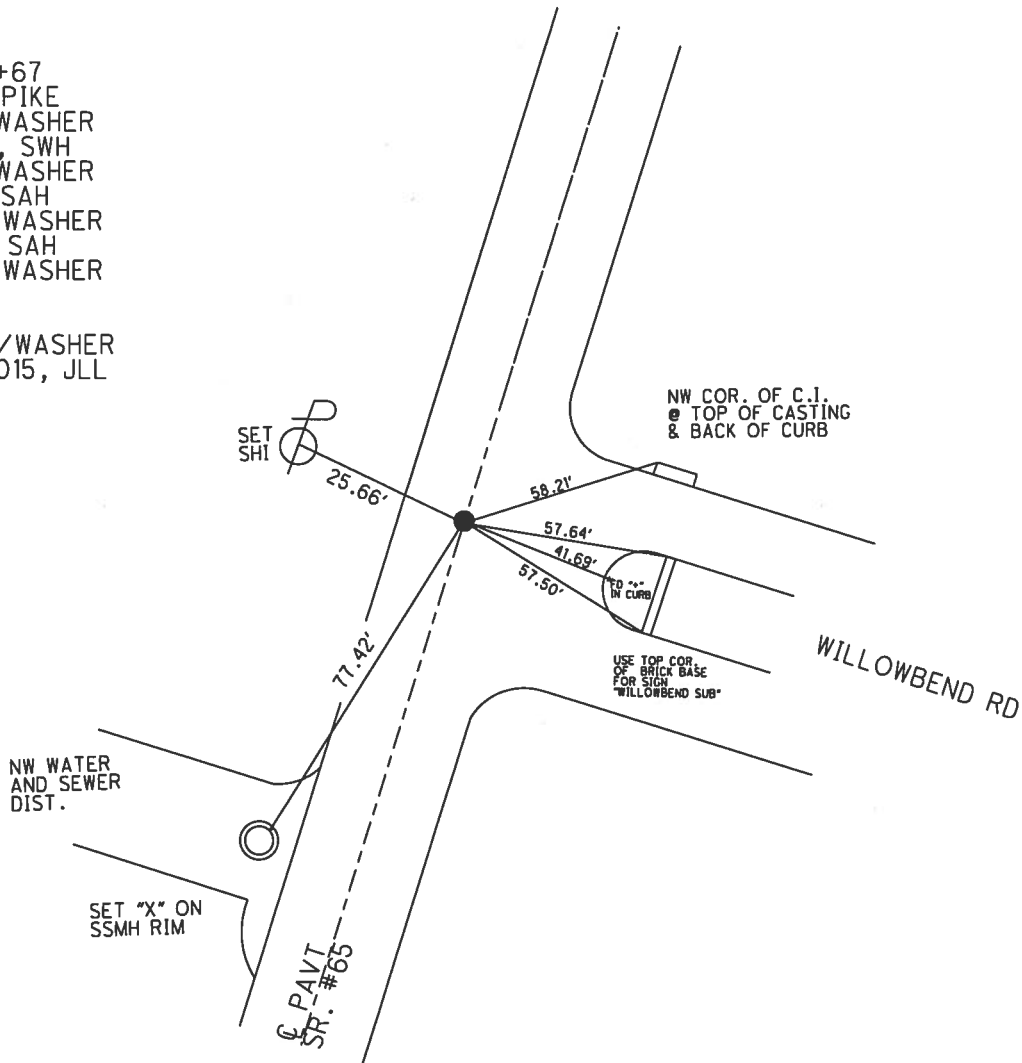 +67
PIKE
WASHER
, SWH
WASHER
SAH
WASHER
SAH
WASHER
/WASHER
015, JLL
SET
SHI
25.66'
NW COR. OF C.I.
@ TOP OF CASTING
& BACK OF CURB
58.21'
57.64'
41.69'
57.50'
FD "+"
IN CURB
77.42'
USE TOP COR.
OF BRICK BASE
FOR SIGN
"WILLOWBEND SUB"
WILLOWBEND RD
NW WATER
AND SEWER
DIST.
SET "X" ON
SSMH RIM
℄ PAVT
SR. #65